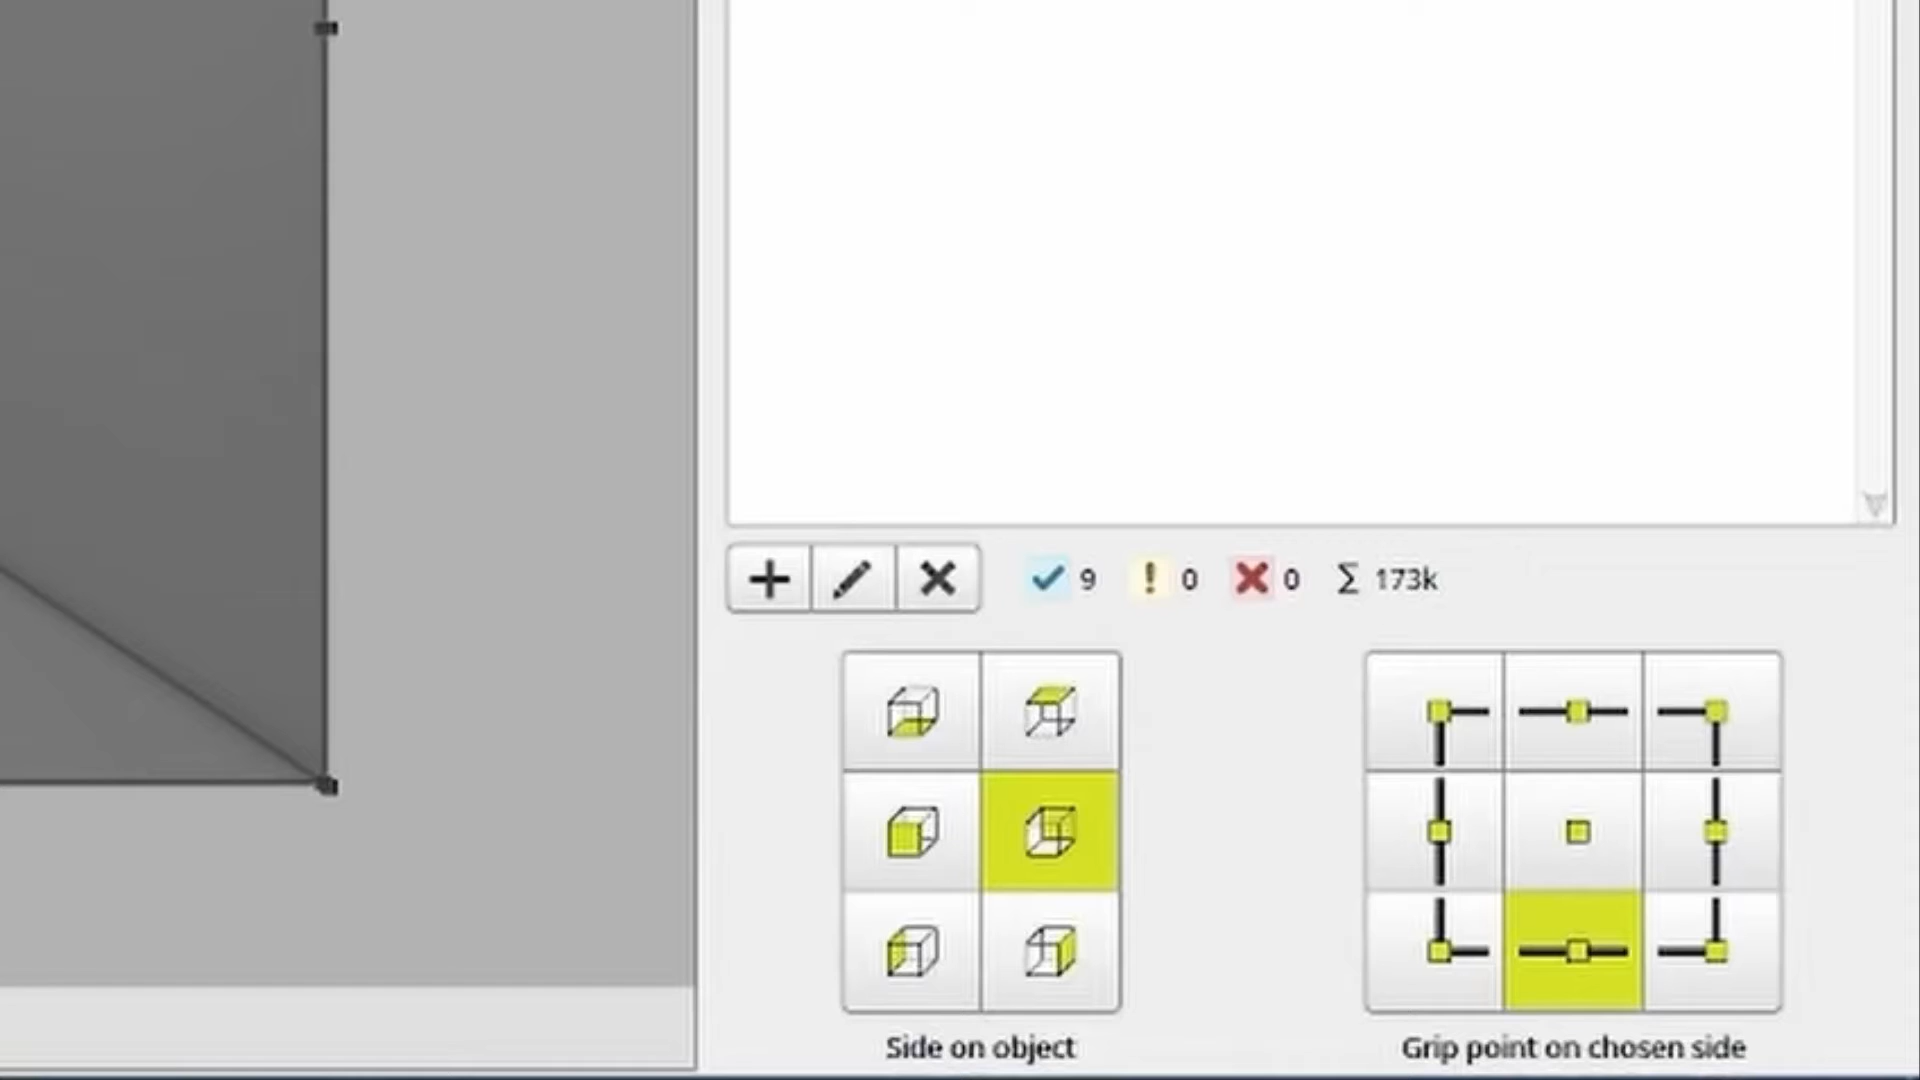 9 ! 0 0 Σ 173k
Side on object
Grip point on chosen side